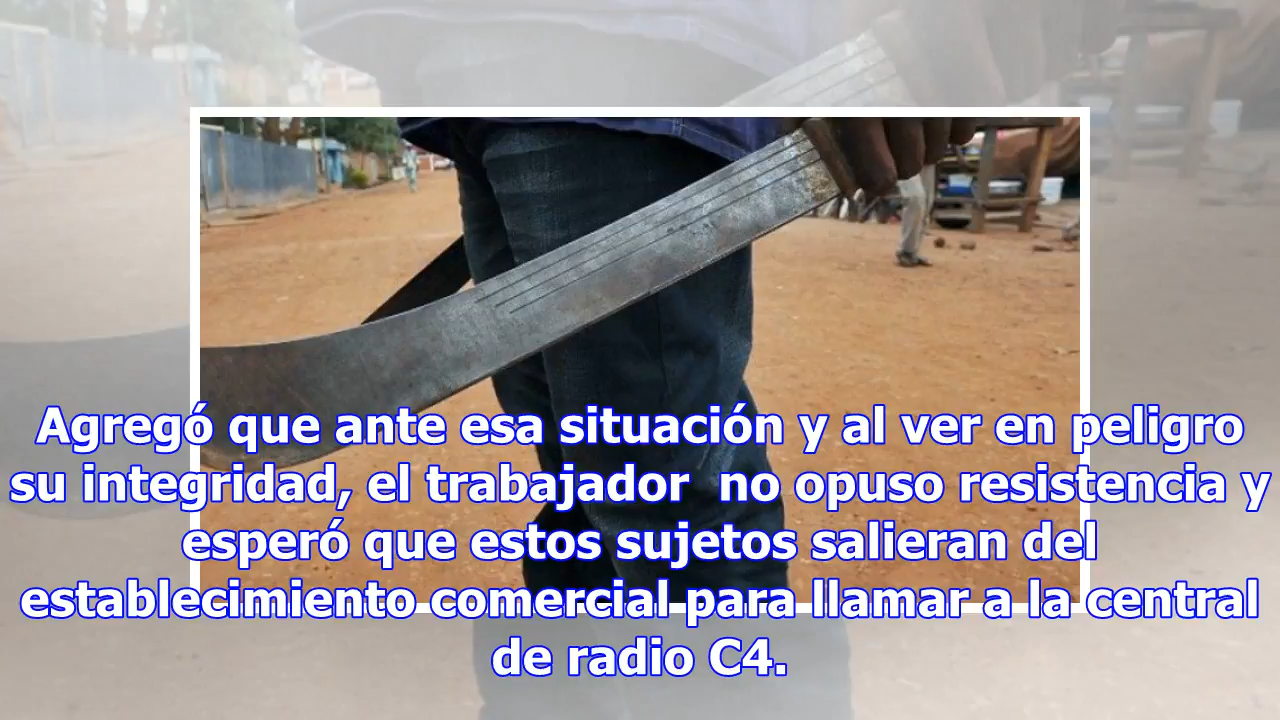 Agregó que ante esa situación y al ver en peligro
su integridad, el trabajador  no opuso resistencia y
esperó que estos sujetos salieran del
establecimiento comercial para llamar a la central
de radio C4.